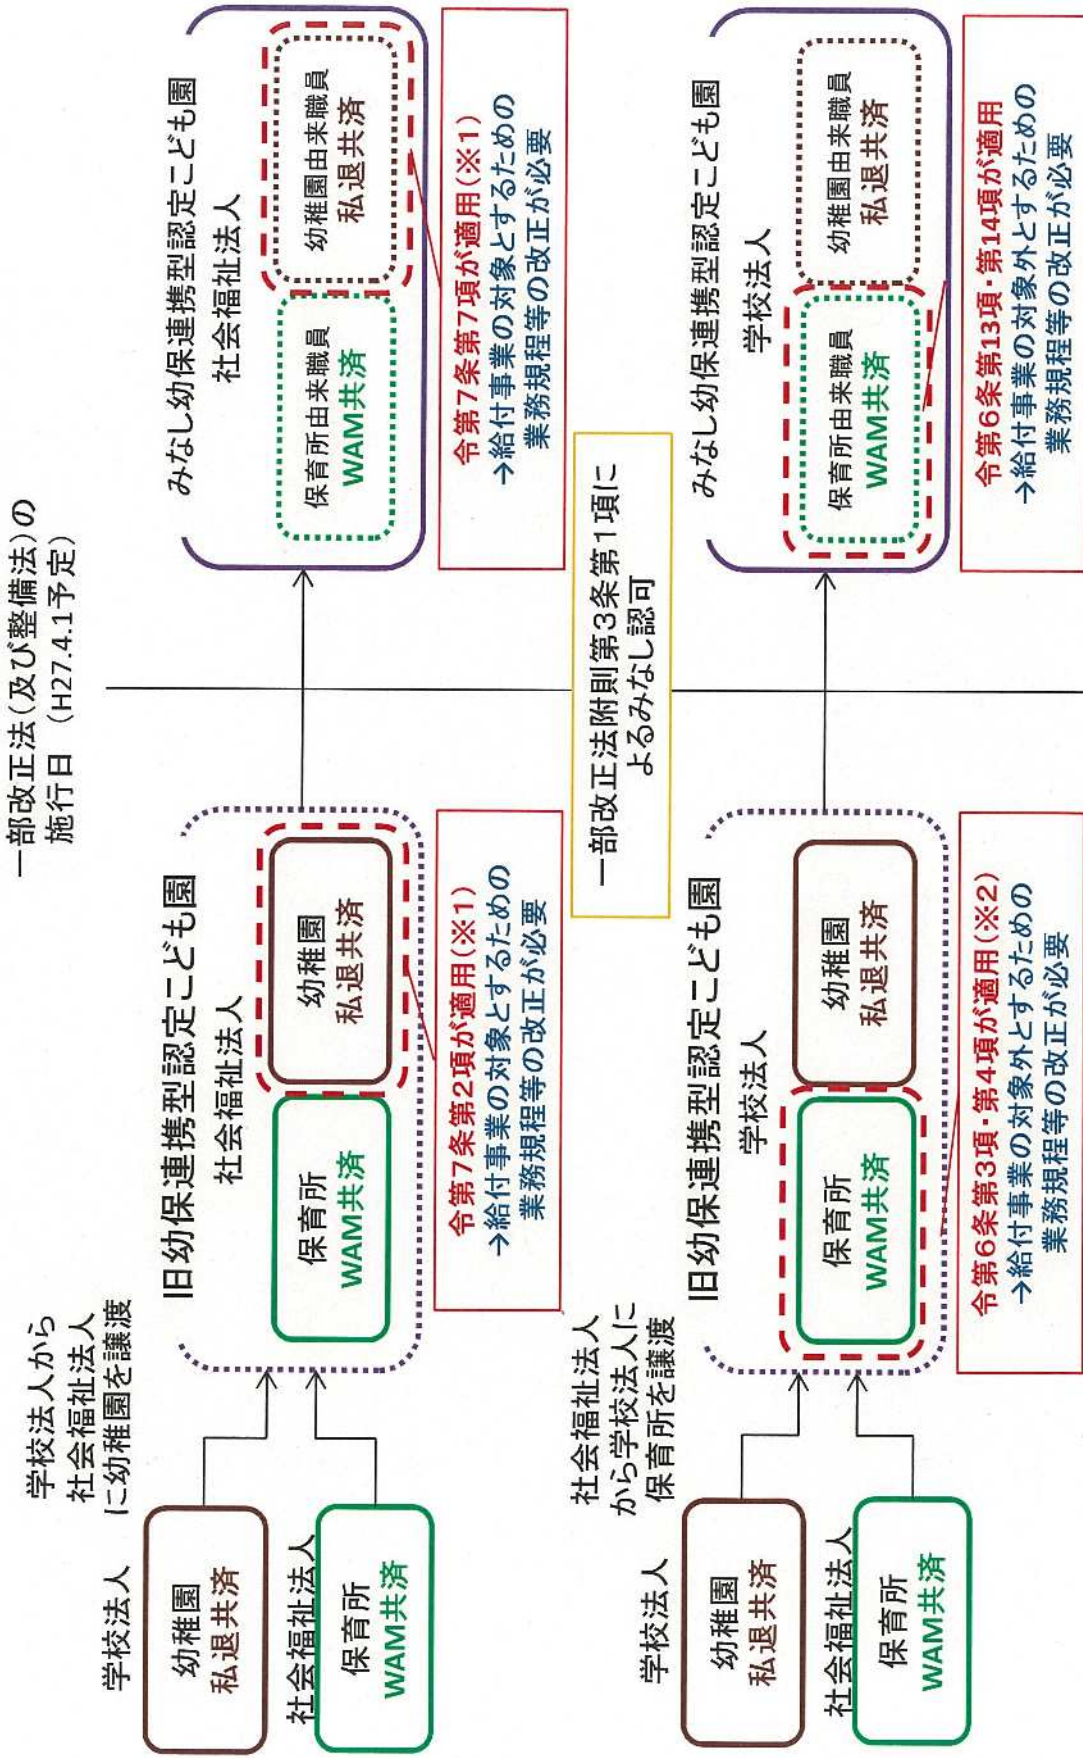 一部改正法(及び整備法)の
施行日 (H27.4.1予定)
学校法人から
社会福祉法人
に幼稚園を譲渡
学校法人
幼稚園
私退共済
社会福祉法人
保育所
WAM共済
旧幼保連携型認定こども園
社会福祉法人
保育所
WAM共済
幼稚園
私退共済
令第7条第2項が適用(※1)
→給付事業の対象とするための
業務規程等の改正が必要
みなし幼保連携型認定こども園
社会福祉法人
保育所由来職員
WAM共済
幼稚園由来職員
私退共済
令第7条第7項が適用(※1)
→給付事業の対象とするための
業務規程等の改正が必要
一部改正法附則第3条第1項に
よるみなし認可
社会福祉法人
から学校法人に
保育所を譲渡
学校法人
幼稚園
私退共済
社会福祉法人
保育所
WAM共済
旧幼保連携型認定こども園
学校法人
保育所
WAM共済
幼稚園
私退共済
令第6条第3項・第4項が適用(※2)
→給付事業の対象外とするための
業務規程等の改正が必要
みなし幼保連携型認定こども園
学校法人
保育所由来職員
WAM共済
幼稚園由来職員
私退共済
令第6条第13項・第14項が適用
→給付事業の対象外とするための
業務規程等の改正が必要